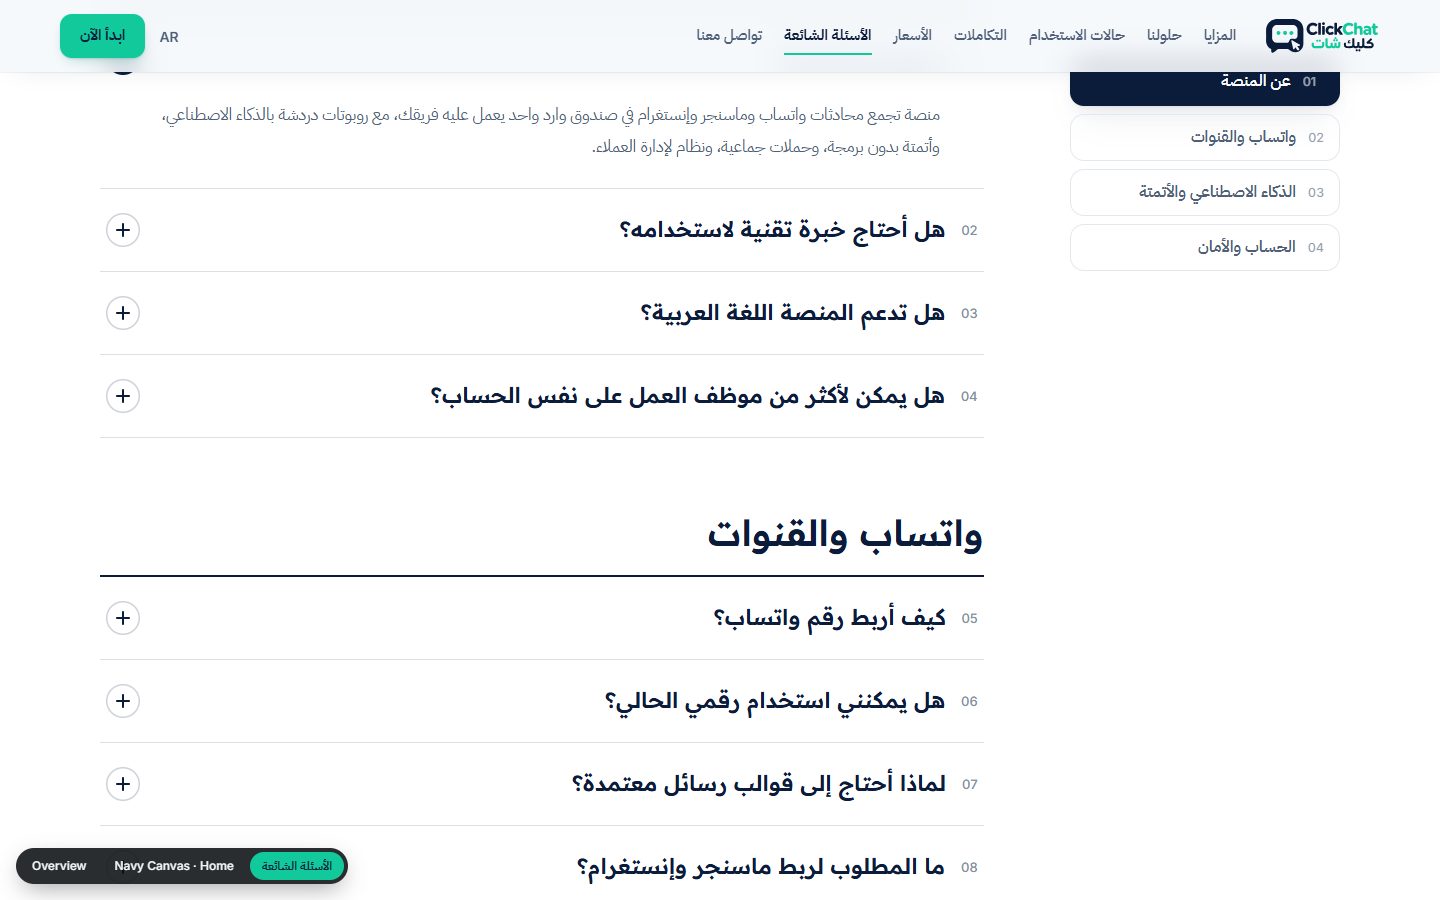 ClickChat
كليك شات
المزايا
حلولنا
حالات الاستخدام
التكاملات
الأسعار
الأسئلة الشائعة
تواصل معنا
AR
ابدأ الآن
01 عن المنصة
02 واتساب والقنوات
03 الذكاء الاصطناعي والأتمتة
04 الحساب والأمان
منصة تجمع محادثات واتساب وماسنجر وإنستغرام في صندوق وارد واحد يعمل عليه فريقك، مع روبوتات دردشة بالذكاء الاصطناعي،
وأتمتة بدون برمجة، وحملات جماعية، ونظام لإدارة العملاء.
02 هل أحتاج خبرة تقنية لاستخدامه؟
03 هل تدعم المنصة اللغة العربية؟
04 هل يمكن لأكثر من موظف العمل على نفس الحساب؟
واتساب والقنوات
05 كيف أربط رقم واتساب؟
06 هل يمكنني استخدام رقمي الحالي؟
07 لماذا أحتاج إلى قوالب رسائل معتمدة؟
08 ما المطلوب لربط ماسنجر وإنستغرام؟
Overview
Navy Canvas · Home
الأسئلة الشائعة